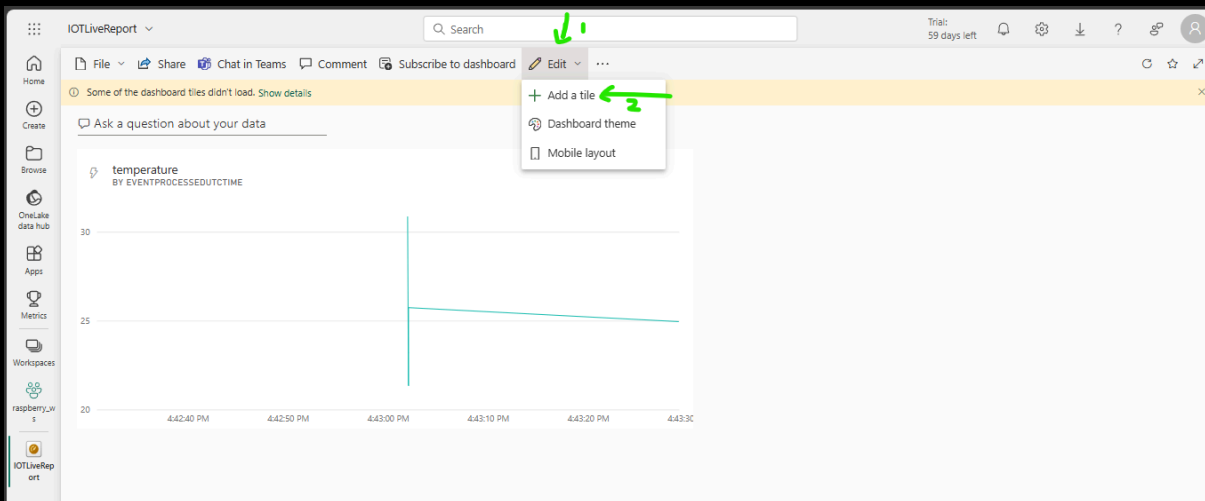 IOTLiveReport
Search
Trial:
59 days left
1
File
Share
Chat in Teams
Comment
Subscribe to dashboard
Edit
Some of the dashboard tiles didn't load. Show details
Add a tile
2
Dashboard theme
Mobile layout
Ask a question about your data
temperature
BY EVENTPROCESSEDUTCTIME
30
25
20
4:42:40 PM 4:42:50 PM 4:43:00 PM 4:43:10 PM 4:43:20 PM 4:43:30
Home
Create
Browse
OneLake
data hub
Apps
Metrics
Workspaces
raspberry_w
s
IOTLiveRep
ort
A